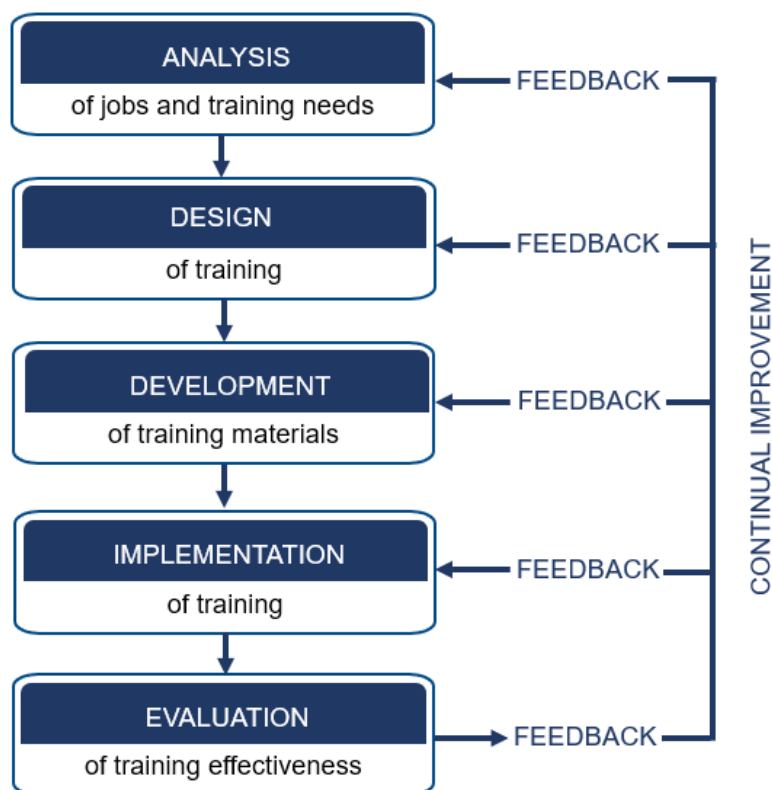 ANALYSIS
of jobs and training needs
FEEDBACK
DESIGN
of training
FEEDBACK
DEVELOPMENT
of training materials
FEEDBACK
IMPLEMENTATION
of training
FEEDBACK
EVALUATION
of training effectiveness
FEEDBACK
CONTINUAL IMPROVEMENT